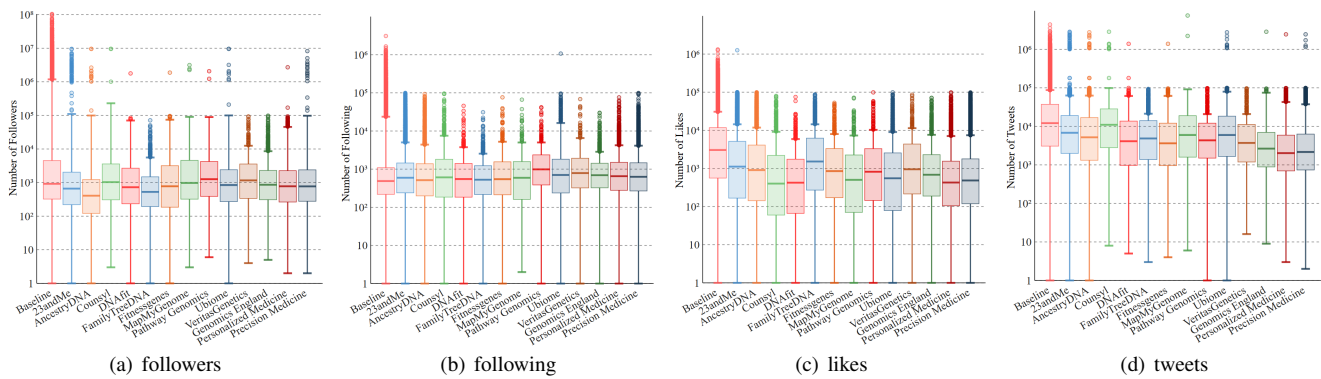 Number of Followers
10⁸
10⁷
10⁶
10⁵
10⁴
10³
10²
10
1
Baseline
23andMe
AncestryDNA
Counsyl
DNAfit
FamilyTreeDNA
Fitnessgenes
MapMyGenome
Pathway Genomics
Ubiome
VeritasGenetics
Genomics England
Personalized Medicine
Precision Medicine
(a) followers
Number of Following
10⁶
10⁵
10⁴
10³
10²
10
1
Baseline
23andMe
AncestryDNA
Counsyl
DNAfit
FamilyTreeDNA
Fitnessgenes
MapMyGenome
Pathway Genomics
Ubiome
VeritasGenetics
Genomics England
Personalized Medicine
Precision Medicine
(b) following
Number of Likes
10⁶
10⁵
10⁴
10³
10²
10
1
Baseline
23andMe
AncestryDNA
Counsyl
DNAfit
FamilyTreeDNA
Fitnessgenes
MapMyGenome
Pathway Genomics
Ubiome
VeritasGenetics
Genomics England
Personalized Medicine
Precision Medicine
(c) likes
Number of Tweets
10⁶
10⁵
10⁴
10³
10²
10
1
Baseline
23andMe
AncestryDNA
Counsyl
DNAfit
FamilyTreeDNA
Fitnessgenes
MapMyGenome
Pathway Genomics
Ubiome
VeritasGenetics
Genomics England
Personalized Medicine
Precision Medicine
(d) tweets